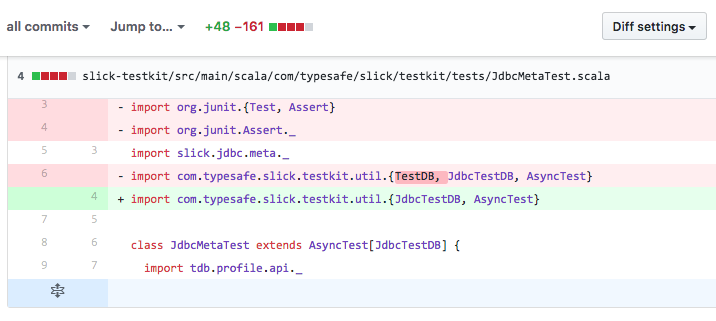 all commits Jump to... +48 −161 Diff settings
4 slick-testkit/src/main/scala/com/typesafe/slick/testkit/tests/JdbcMetaTest.scala
3 - import org.junit.{Test, Assert}
4 - import org.junit.Assert._
5 3 import slick.jdbc.meta._
6 - import com.typesafe.slick.testkit.util.{TestDB, JdbcTestDB, AsyncTest}
4 + import com.typesafe.slick.testkit.util.{JdbcTestDB, AsyncTest}
7 5
8 6 class JdbcMetaTest extends AsyncTest[JdbcTestDB] {
9 7 import tdb.profile.api._